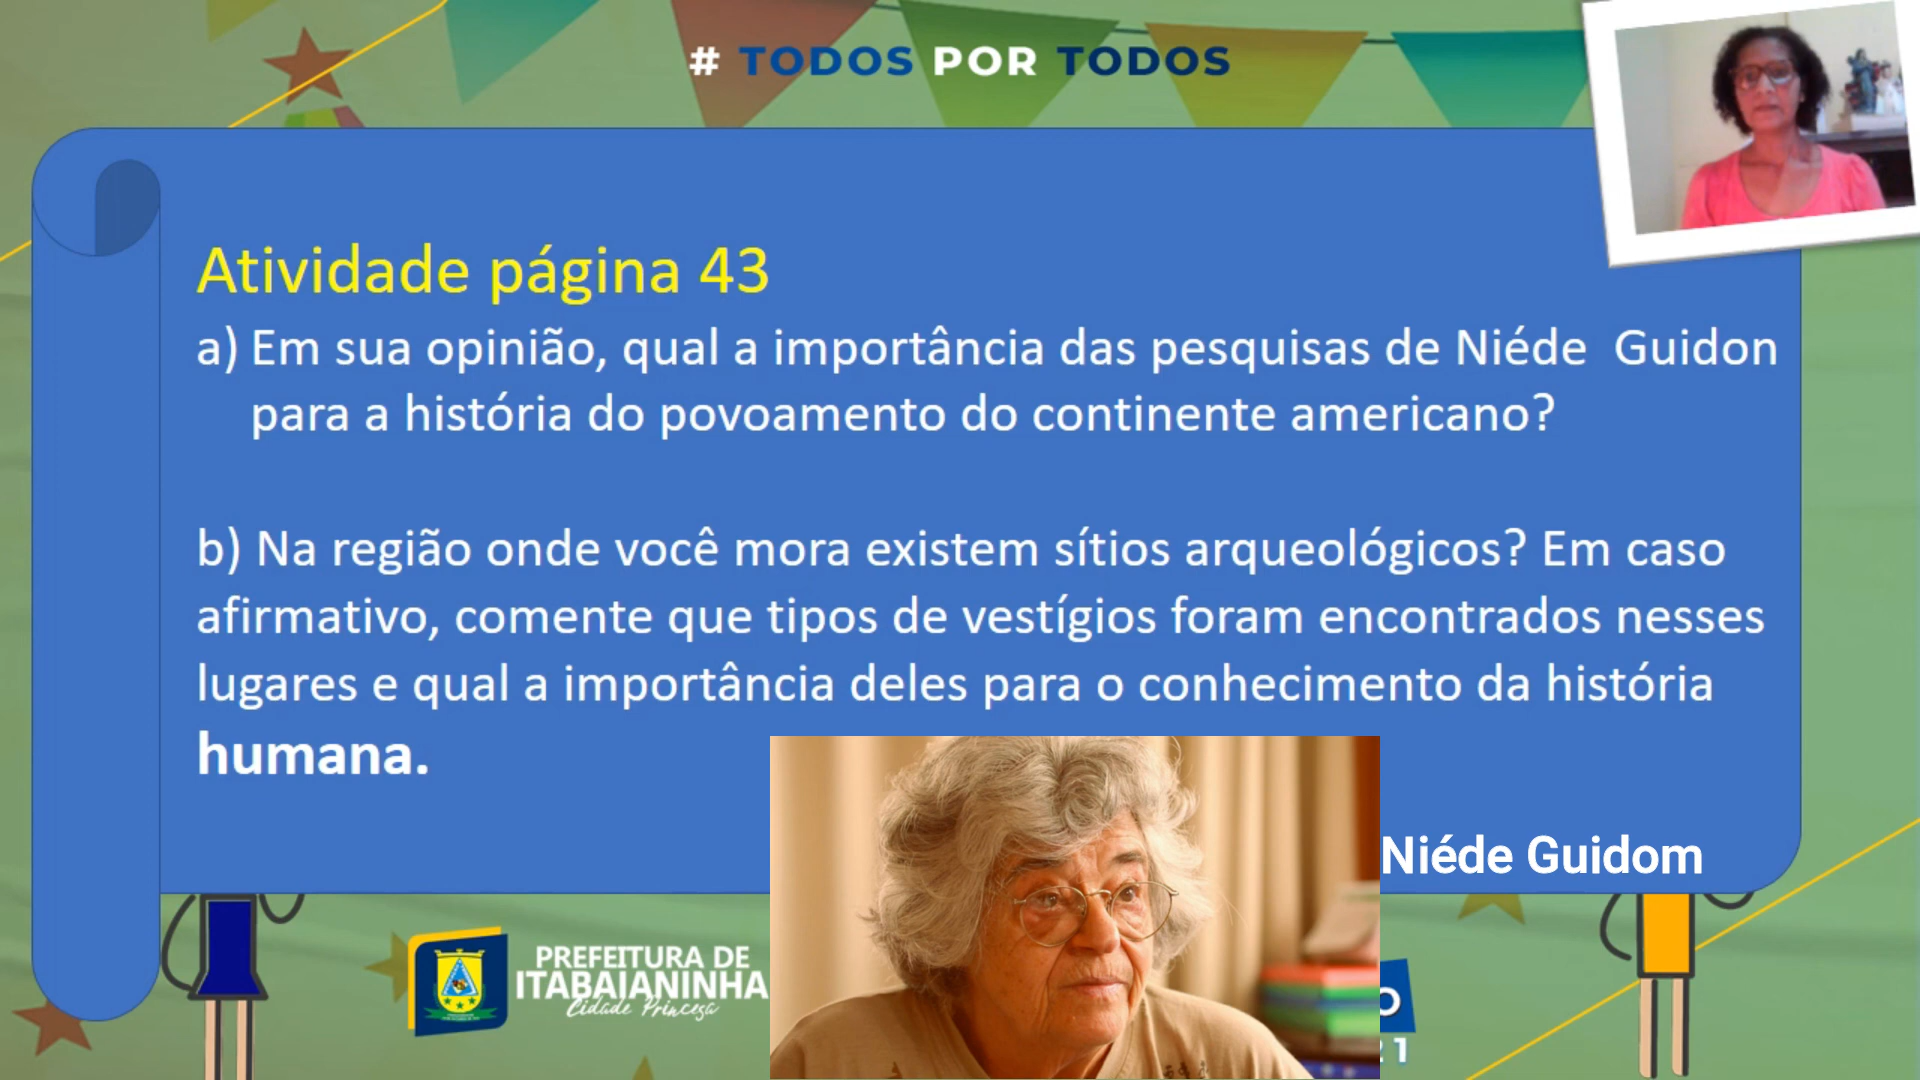 # TODOS POR TODOS
Atividade página 43
a) Em sua opinião, qual a importância das pesquisas de Niéde Guidon
para a história do povoamento do continente americano?
b) Na região onde você mora existem sítios arqueológicos? Em caso
afirmativo, comente que tipos de vestígios foram encontrados nesses
lugares e qual a importância deles para o conhecimento da história
humana.
Niéde Guidom
PREFEITURA DE
ITABAIANINHA
Cidade Princesa
O
21